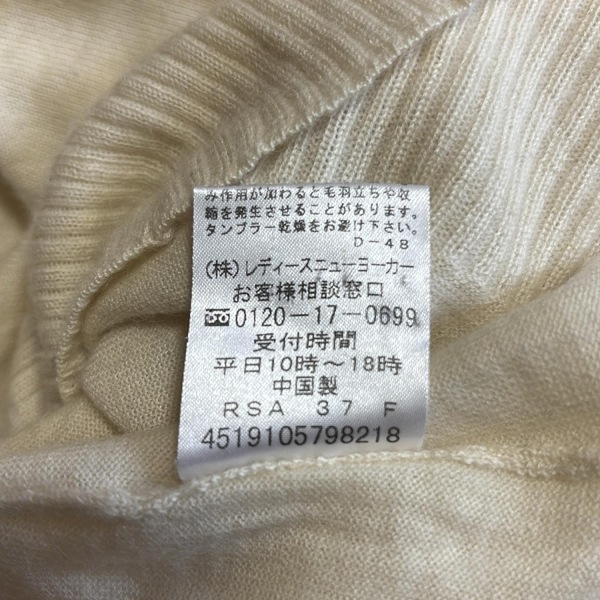 み作用が加わると毛羽立ちや収
縮を発生させることがあります。
タンブラー乾燥をお避け下さい。
D-48
(株)レディースニューヨーカー
お客様相談窓口
0120-17-0699
受付時間
平日10時〜18時
中国製
RSA 37 F
4519105798218